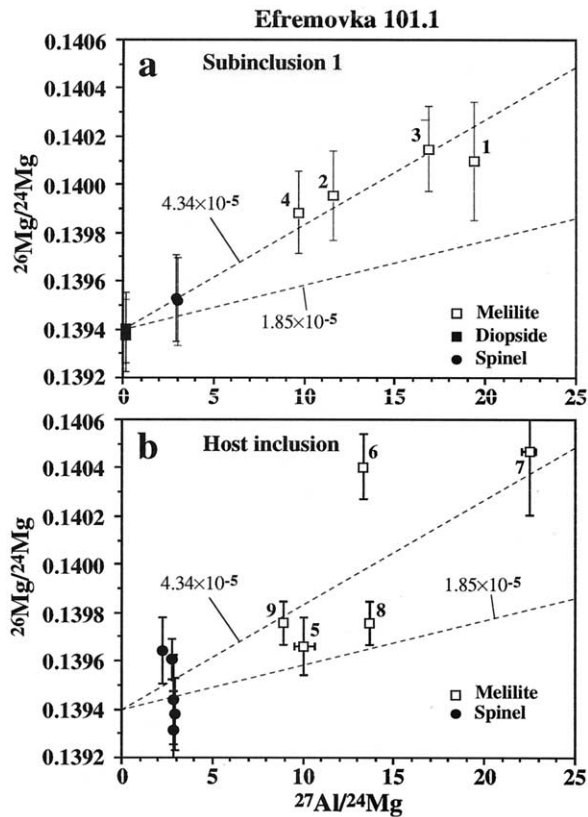 Efremovka 101.1
a
Subinclusion 1
0.1406
0.1404
0.1402
0.1400
0.1398
0.1396
0.1394
0.1392
²⁶Mg/²⁴Mg
3
1
2
4
4.34×10⁻⁵
1.85×10⁻⁵
Melilite
Diopside
Spinel
0 5 10 15 20 25
b
Host inclusion
0.1406
0.1404
0.1402
0.1400
0.1398
0.1396
0.1394
0.1392
²⁶Mg/²⁴Mg
6
7
4.34×10⁻⁵
1.85×10⁻⁵
9
8
5
Melilite
Spinel
0 5 10 15 20 25
²⁷Al/²⁴Mg